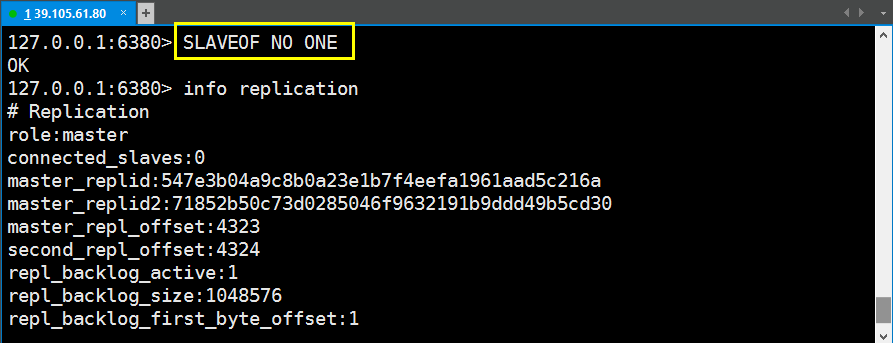 1 39.105.61.80 × +
127.0.0.1:6380> SLAVEOF NO ONE
OK
127.0.0.1:6380> info replication
# Replication
role:master
connected_slaves:0
master_replid:547e3b04a9c8b0a23e1b7f4eefa1961aad5c216a
master_replid2:71852b50c73d0285046f9632191b9ddd49b5cd30
master_repl_offset:4323
second_repl_offset:4324
repl_backlog_active:1
repl_backlog_size:1048576
repl_backlog_first_byte_offset:1